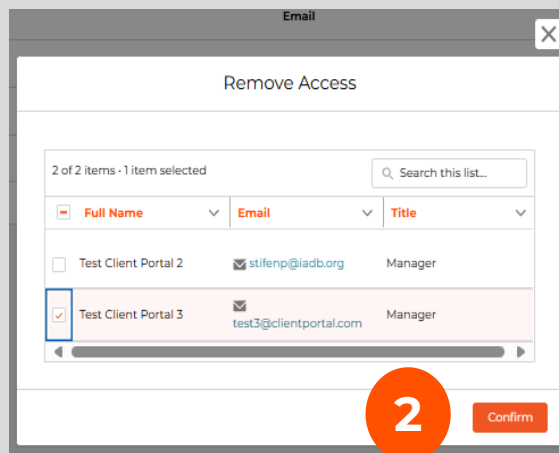 Email
Remove Access
2 of 2 items • 1 item selected
Search this list...
Full Name Email Title
Test Client Portal 2 stifenp@iadb.org Manager
Test Client Portal 3 test3@clientportal.com Manager
2 Confirm